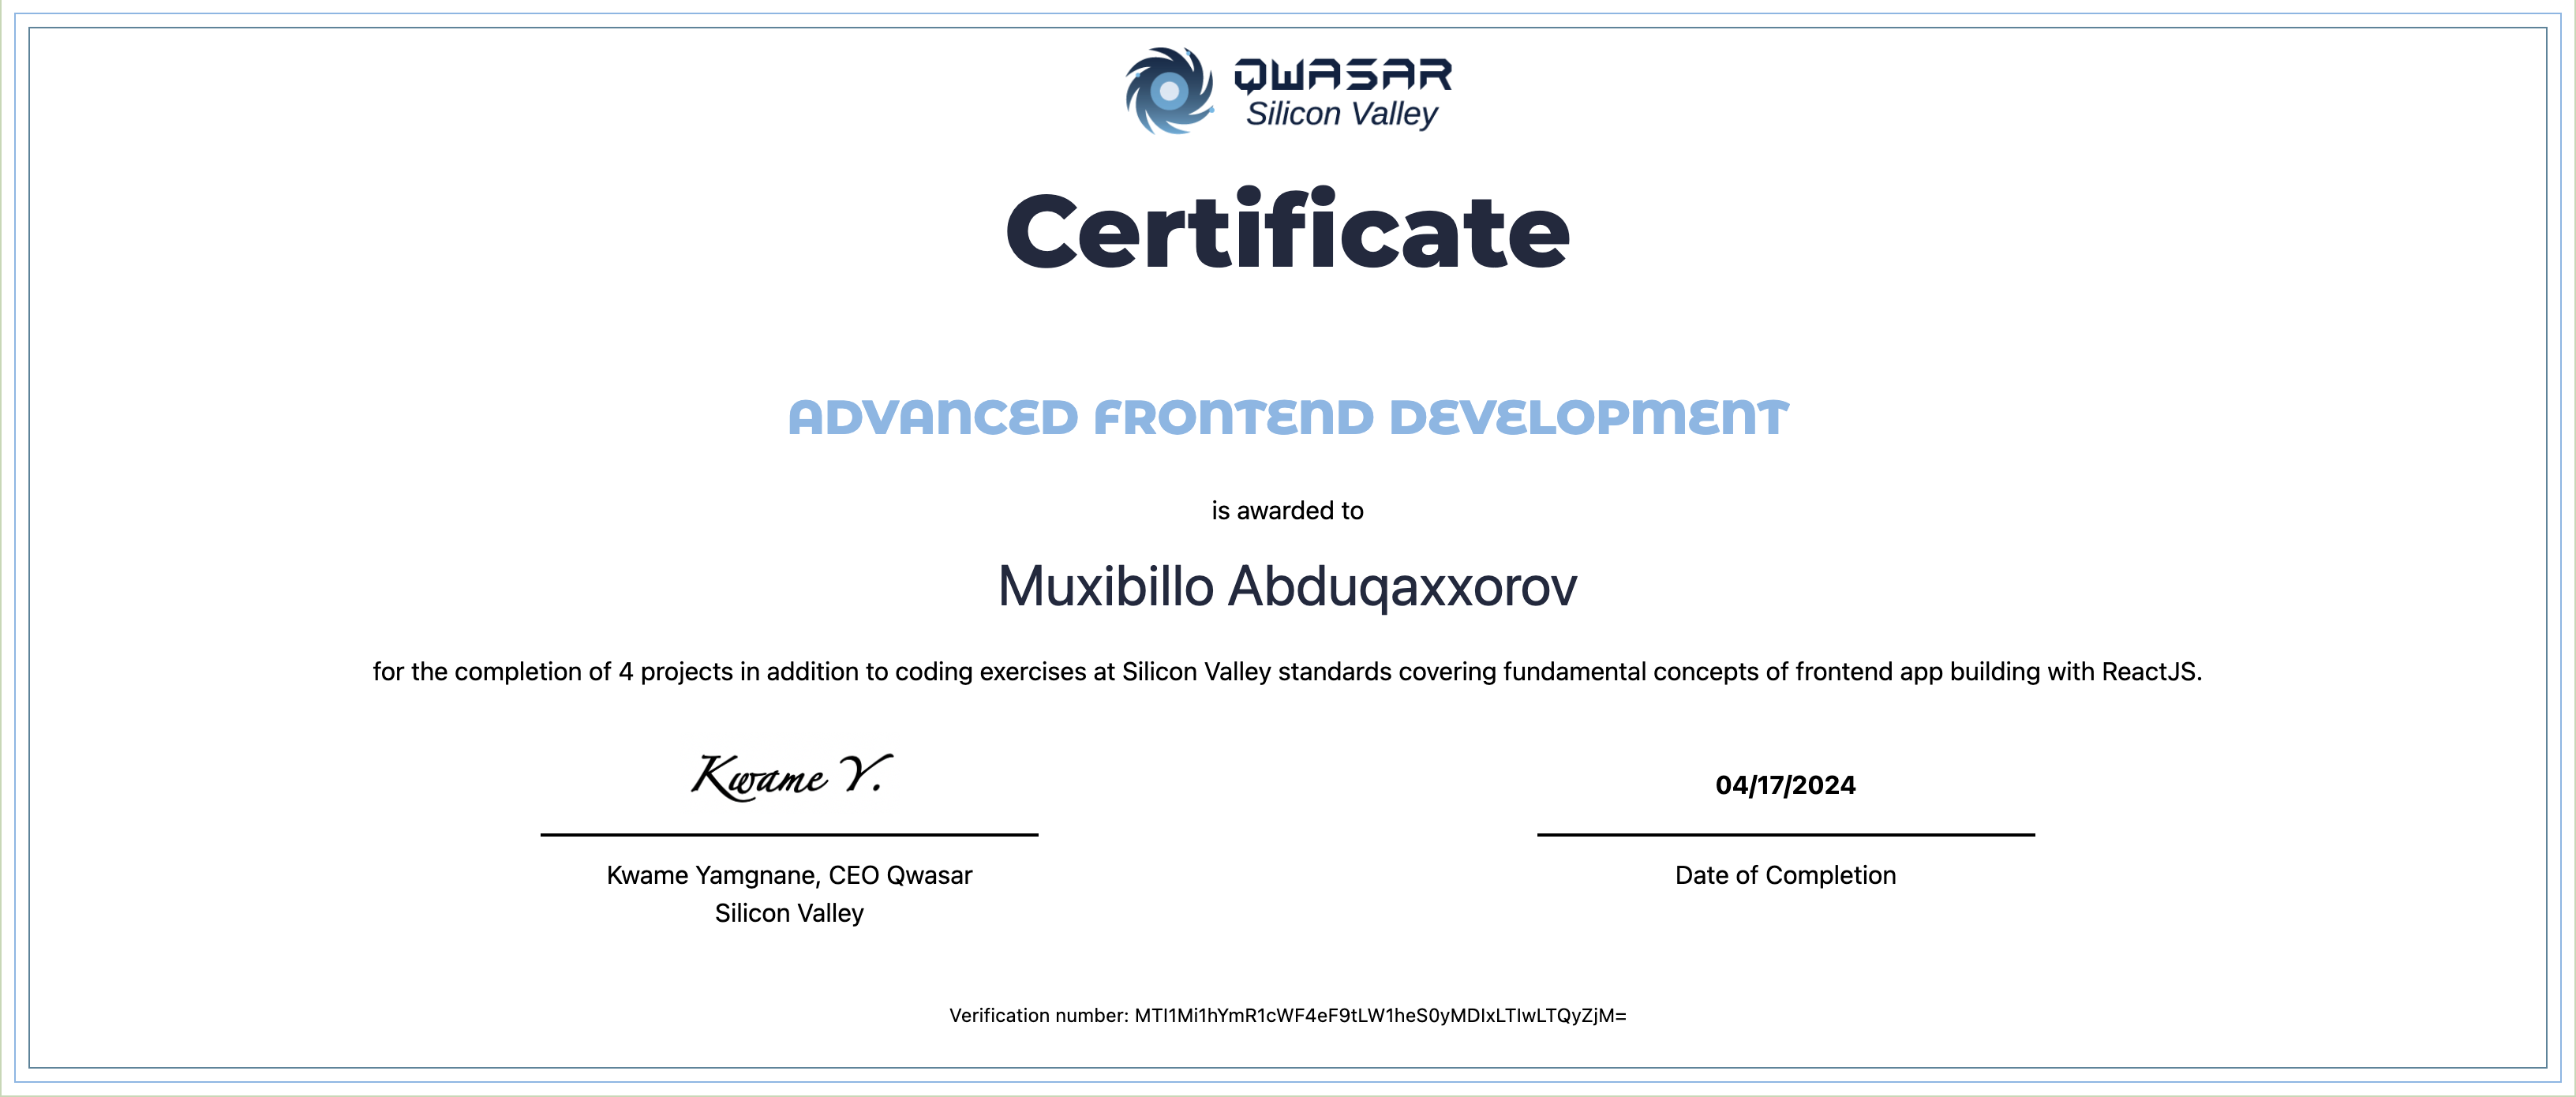 QWASAR
Silicon Valley
Certificate
ADVANCED FRONTEND DEVELOPMENT
is awarded to
Muxibillo Abduqaxxorov
for the completion of 4 projects in addition to coding exercises at Silicon Valley standards covering fundamental concepts of frontend app building with ReactJS.
Kwame Y.
04/17/2024
Kwame Yamgnane, CEO Qwasar
Silicon Valley
Date of Completion
Verification number: MTI1Mi1hYmR1cWF4eF9tLW1heS0yMDIxLTIwLTQyZjM=